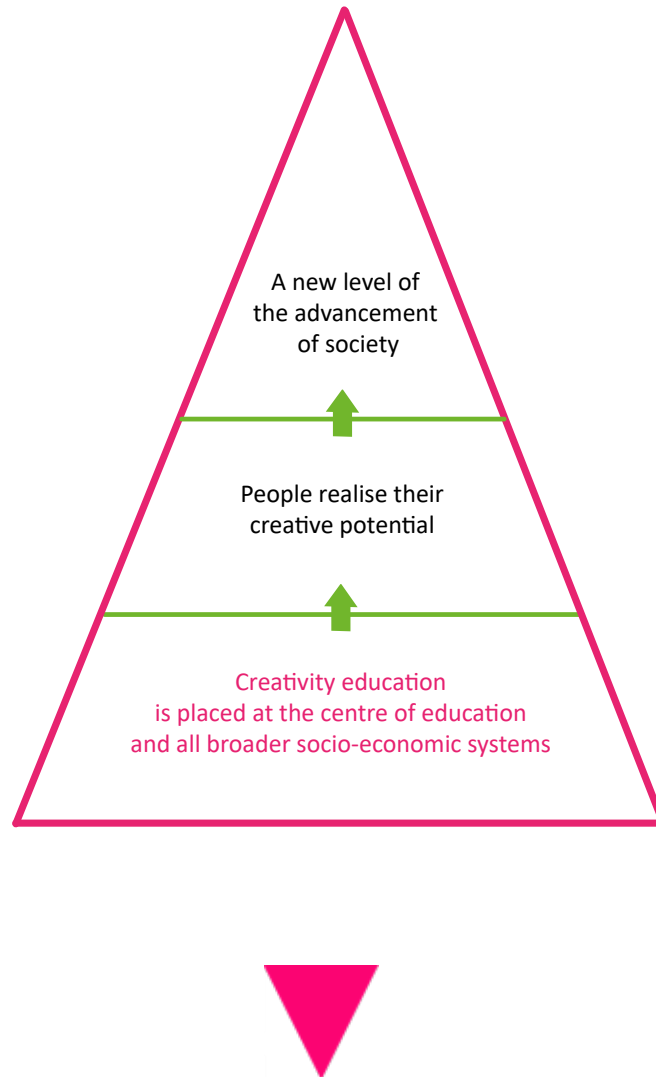 A new level of
the advancement
of society
People realise their
creative potential
Creativity education
is placed at the centre of education
and all broader socio-economic systems